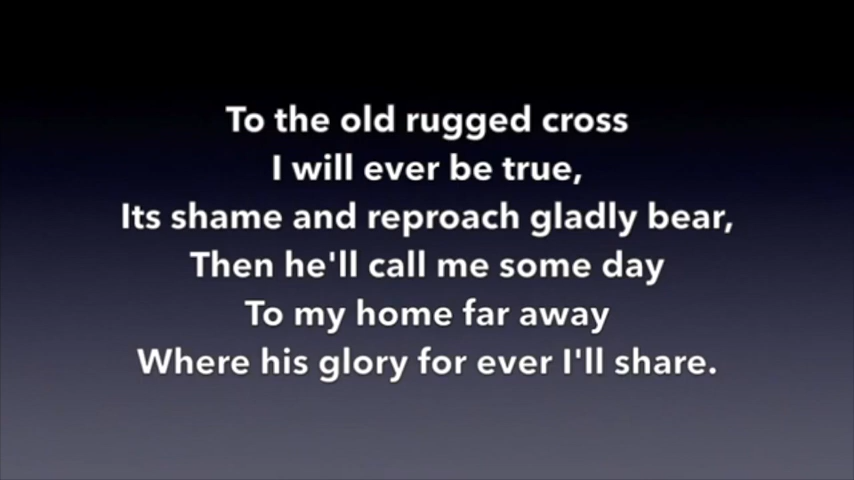 To the old rugged cross
I will ever be true,
Its shame and reproach gladly bear,
Then he'll call me some day
To my home far away
Where his glory for ever I'll share.